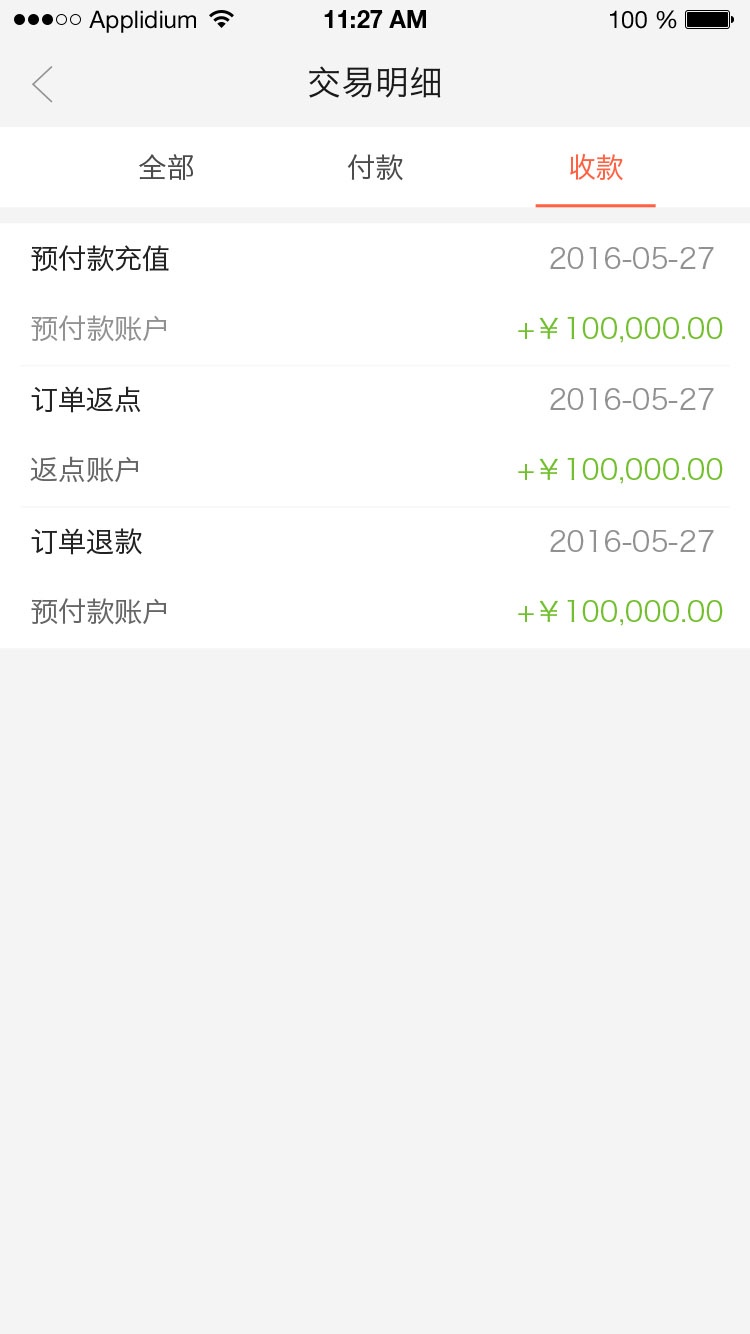 Applidium 11:27 AM 100 %
交易明细
全部 付款 收款
预付款充值 2016-05-27
预付款账户 +¥100,000.00
订单返点 2016-05-27
返点账户 +¥100,000.00
订单退款 2016-05-27
预付款账户 +¥100,000.00